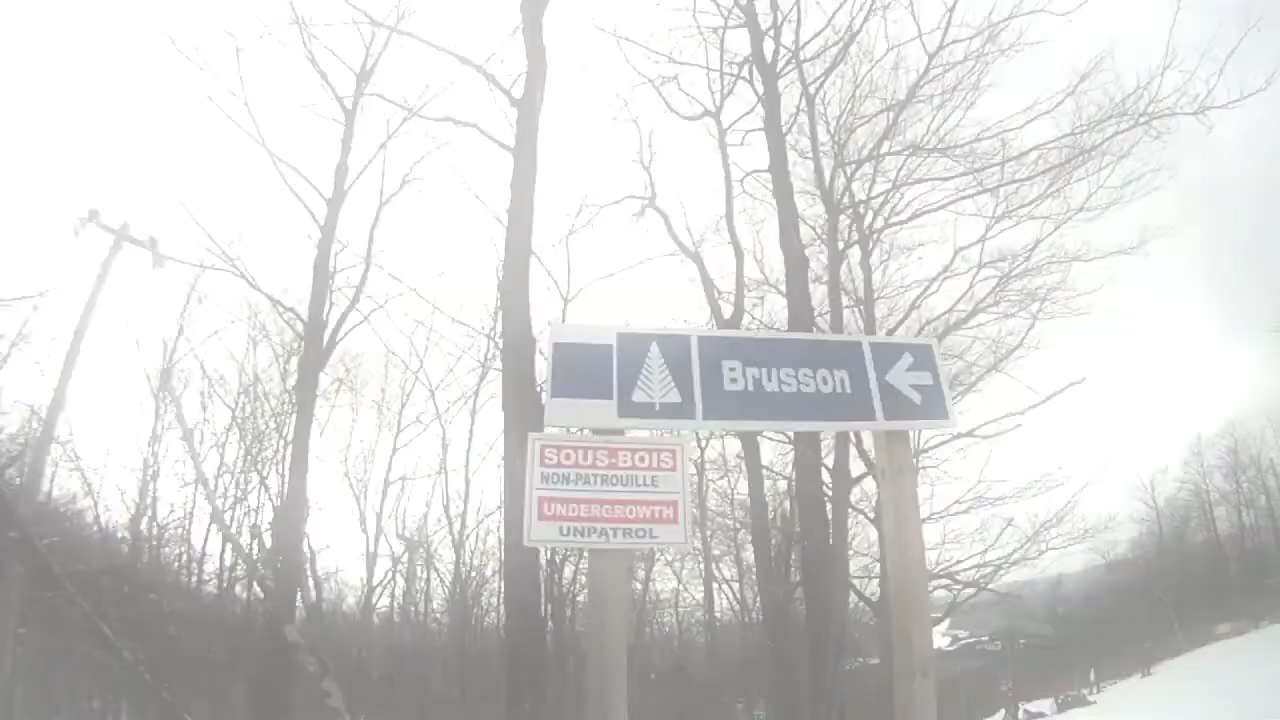 Brusson
SOUS-BOIS
NON-PATROUILLE
UNDERGROWTH
UNPATROL